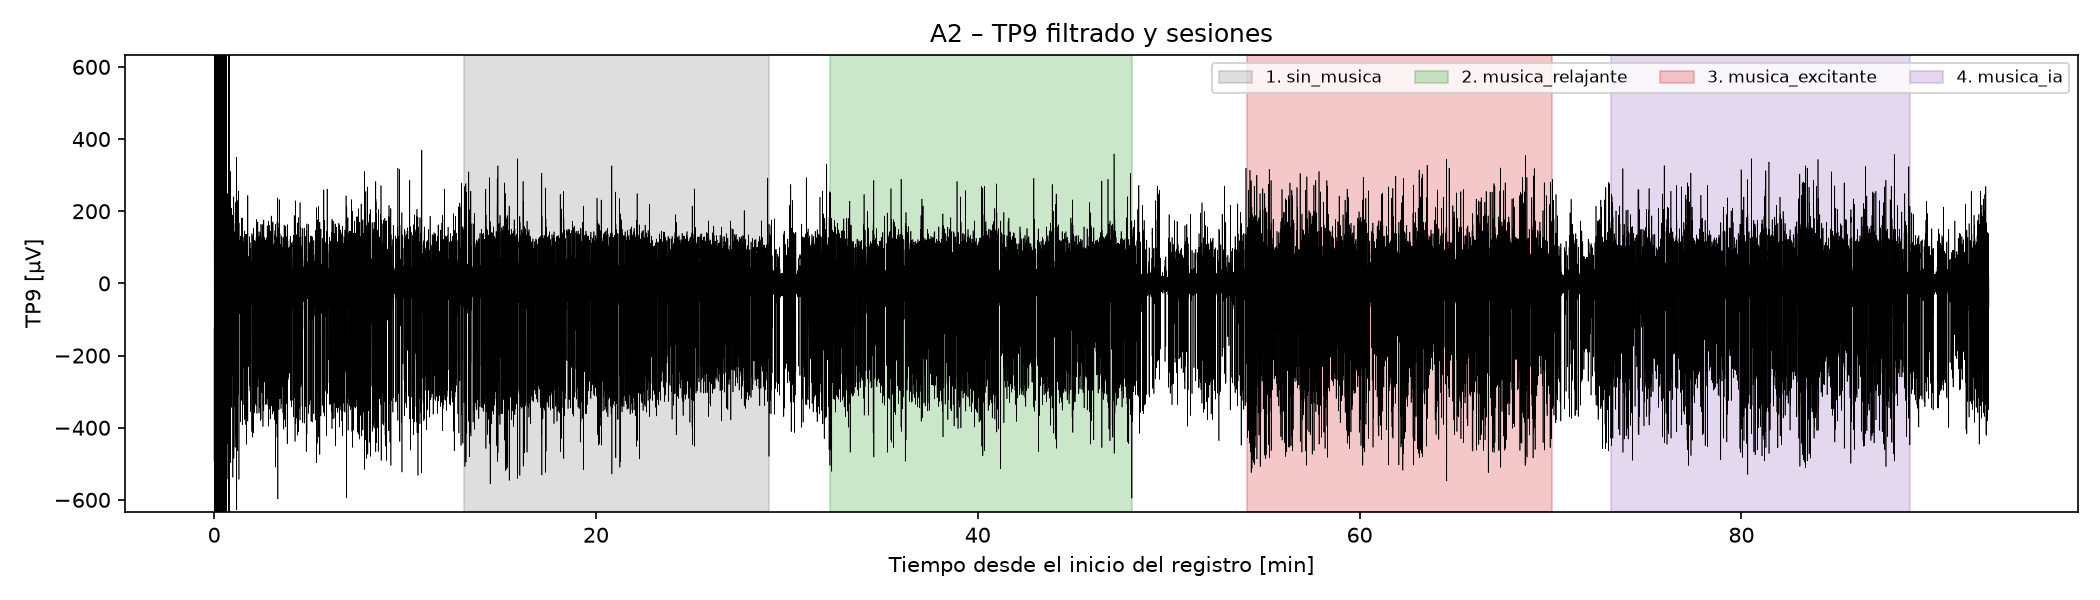 A2 – TP9 filtrado y sesiones
1. sin_musica 2. musica_relajante 3. musica_excitante 4. musica_ia
TP9 [µV]
600
400
200
0
−200
−400
−600
0 20 40 60 80
Tiempo desde el inicio del registro [min]